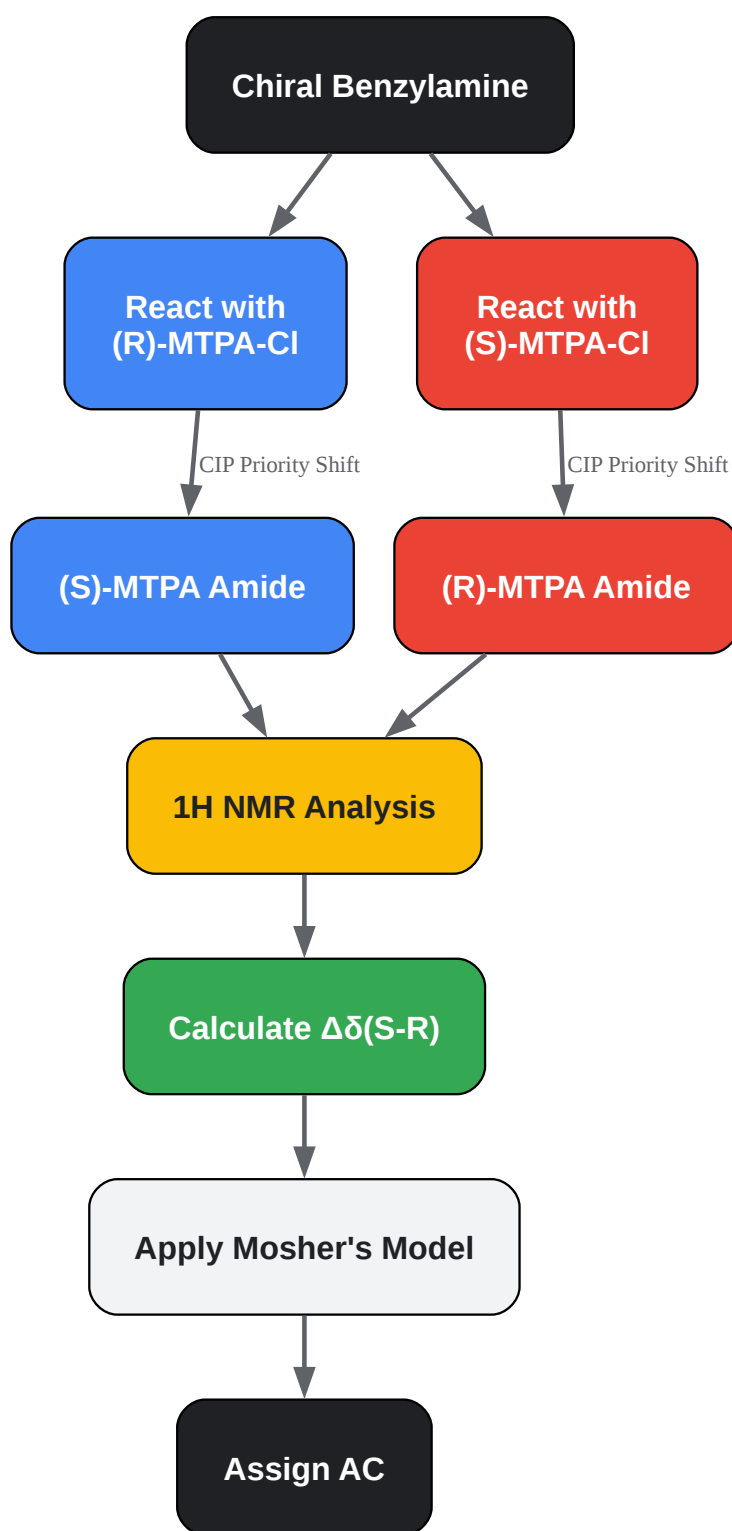 Chiral Benzylamine
React with
(R)-MTPA-Cl
React with
(S)-MTPA-Cl
CIP Priority Shift
CIP Priority Shift
(S)-MTPA Amide
(R)-MTPA Amide
1H NMR Analysis
Calculate Δδ(S-R)
Apply Mosher's Model
Assign AC